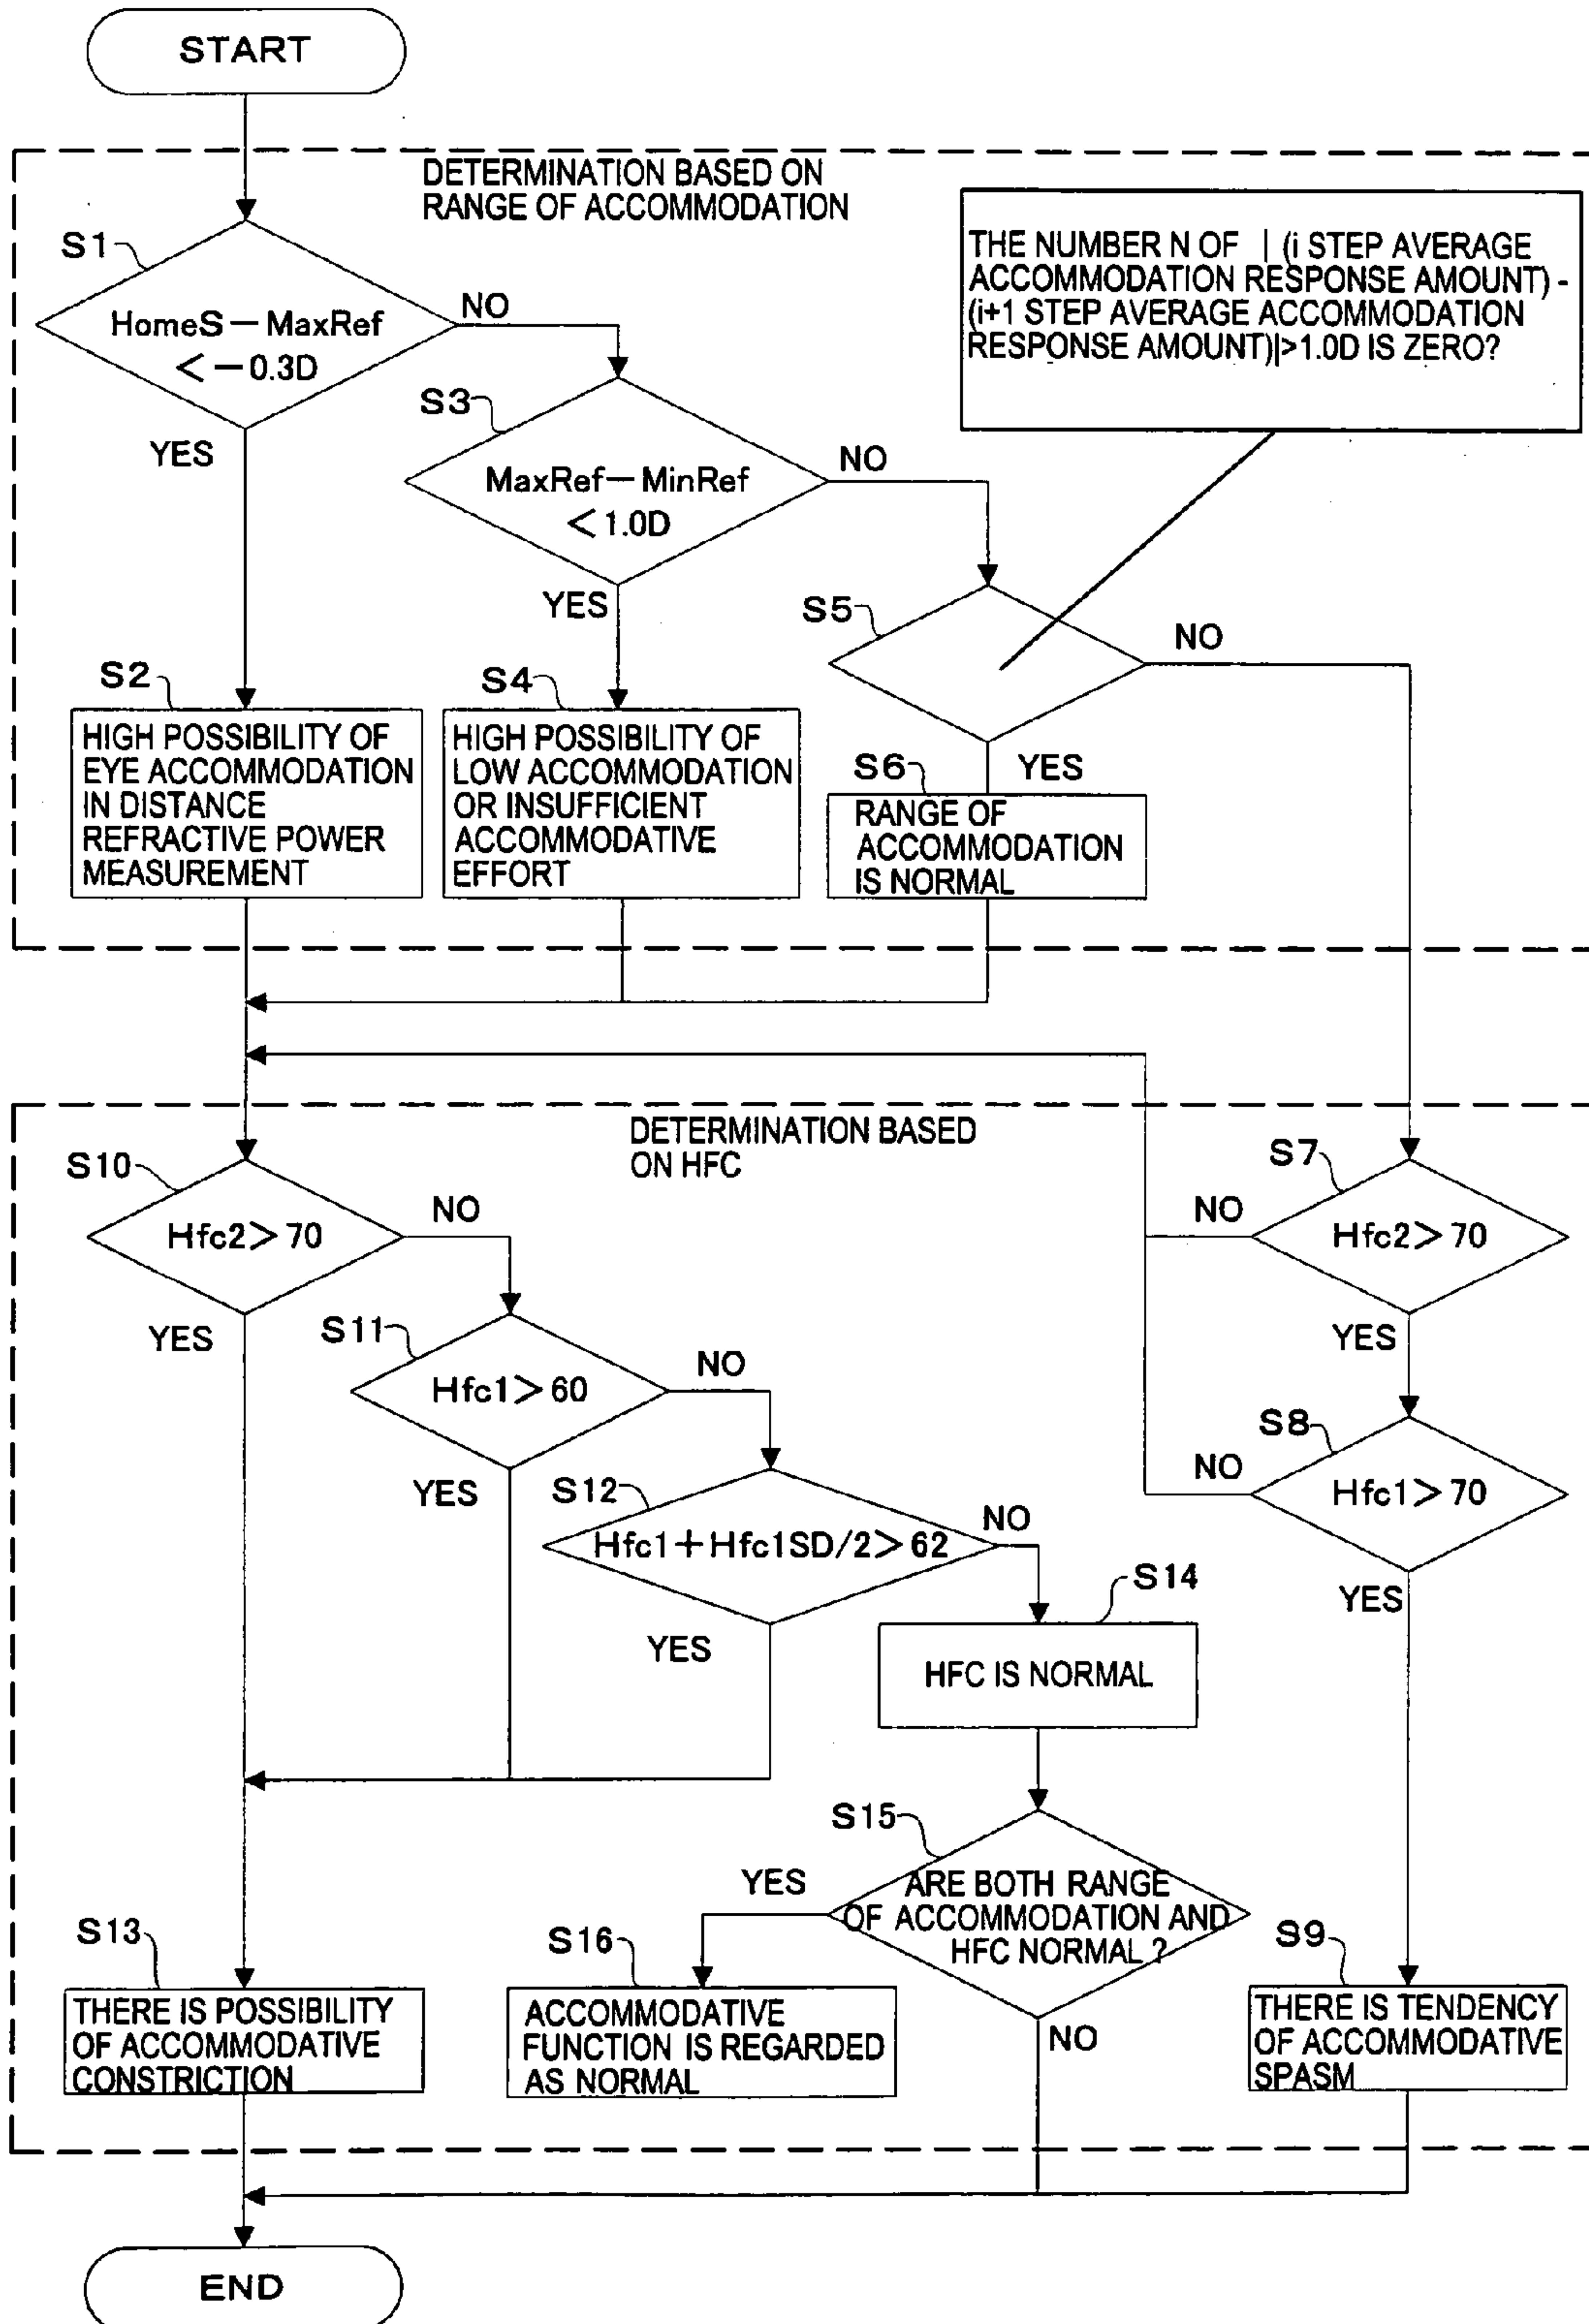 START
DETERMINATION BASED ON
RANGE OF ACCOMMODATION
THE NUMBER N OF | (i STEP AVERAGE
ACCOMMODATION RESPONSE AMOUNT) -
(i+1 STEP AVERAGE ACCOMMODATION
RESPONSE AMOUNT)|>1.0D IS ZERO?
S1
HomeS－MaxRef
＜－0.3D
NO
YES
S3
MaxRef－MinRef
＜1.0D
NO
YES
S5
NO
YES
S2
HIGH POSSIBILITY OF
EYE ACCOMMODATION
IN DISTANCE
REFRACTIVE POWER
MEASUREMENT
S4
HIGH POSSIBILITY OF
LOW ACCOMMODATION
OR INSUFFICIENT
ACCOMMODATIVE
EFFORT
S6
RANGE OF
ACCOMMODATION
IS NORMAL
DETERMINATION BASED
ON HFC
S10
Hfc2＞70
NO
YES
S7
Hfc2＞70
NO
YES
S11
Hfc1＞60
NO
YES
S8
Hfc1＞70
NO
YES
S12
Hfc1＋Hfc1SD/2＞62
NO
YES
S14
HFC IS NORMAL
S15
ARE BOTH RANGE
OF ACCOMMODATION AND
HFC NORMAL ?
YES
NO
S13
THERE IS POSSIBILITY
OF ACCOMMODATIVE
CONSTRICTION
S16
ACCOMMODATIVE
FUNCTION IS REGARDED
AS NORMAL
S9
THERE IS TENDENCY
OF ACCOMMODATIVE
SPASM
END